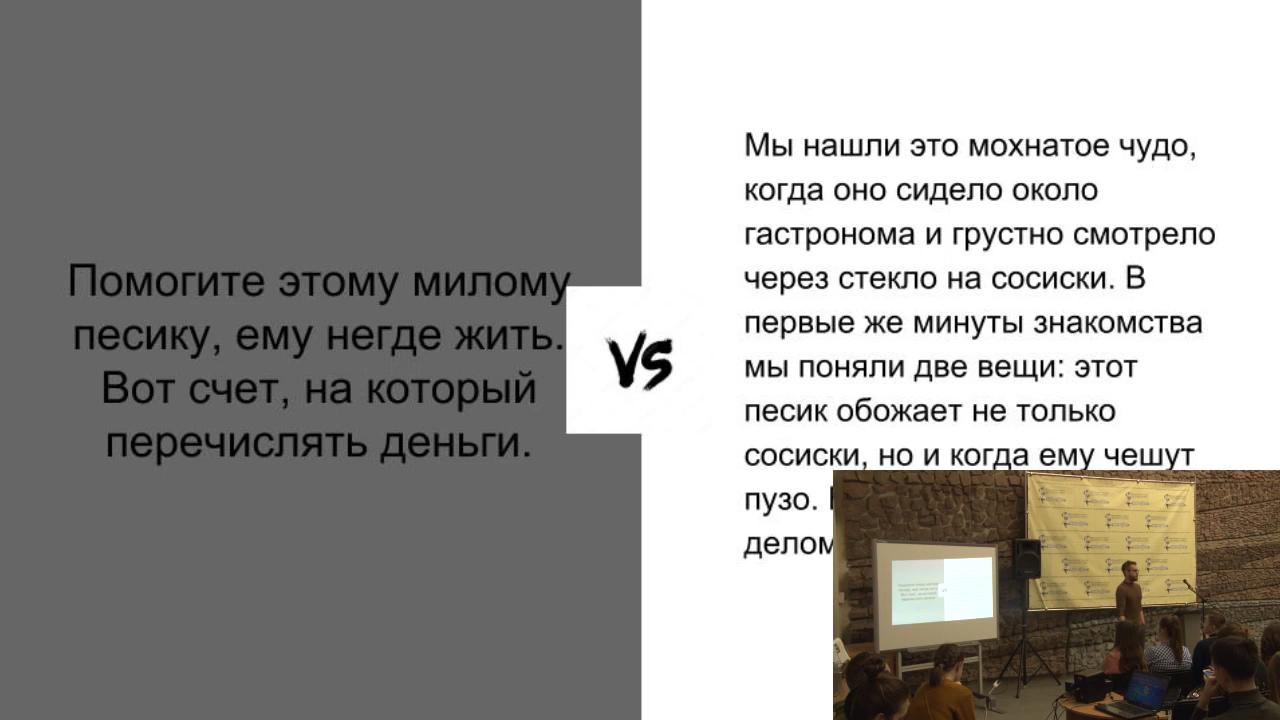 Помогите этому милому
песику, ему негде жить.
Вот счет, на который
перечислять деньги.
VS
Мы нашли это мохнатое чудо,
когда оно сидело около
гастронома и грустно смотрело
через стекло на сосиски. В
первые же минуты знакомства
мы поняли две вещи: этот
песик обожает не только
сосиски, но и когда ему чешут
пузо.
делом